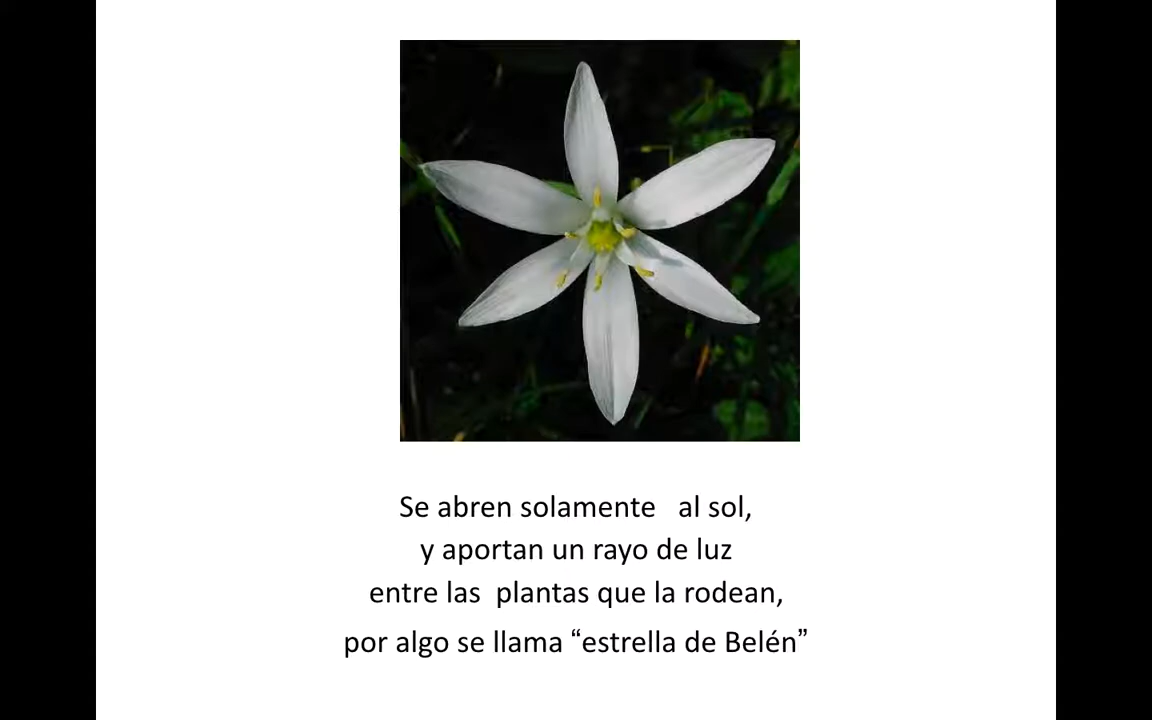 Se abren solamente al sol,
y aportan un rayo de luz
entre las plantas que la rodean,
por algo se llama “estrella de Belén”